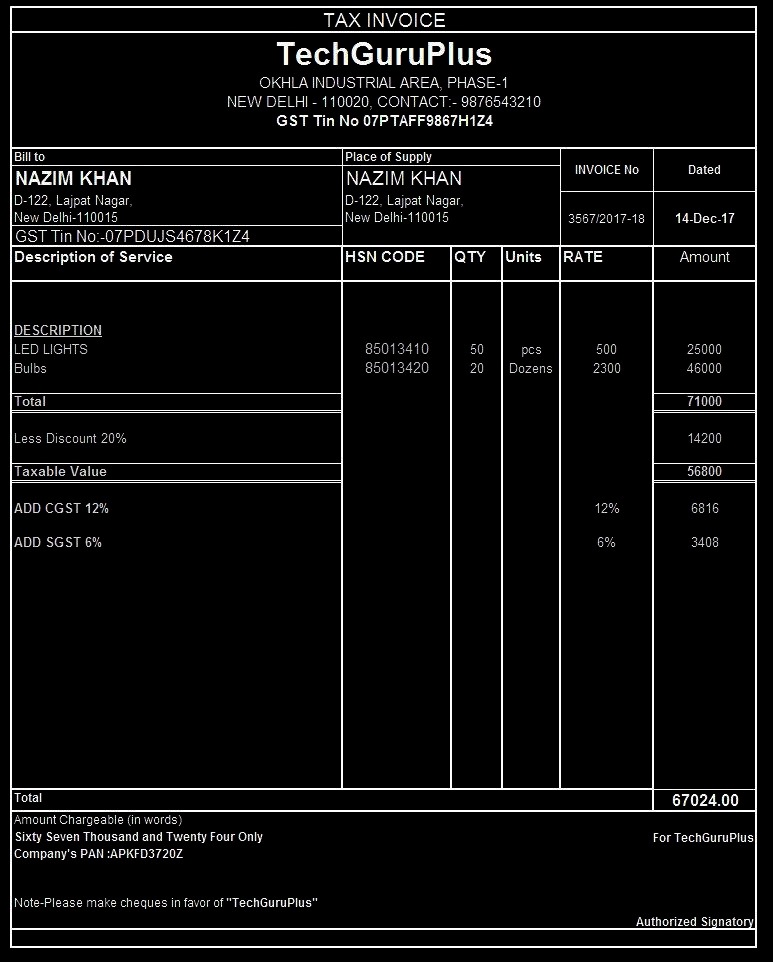 TAX INVOICE
TechGuruPlus
OKHLA INDUSTRIAL AREA, PHASE-1
NEW DELHI - 110020, CONTACT:- 9876543210
GST Tin No 07PTAFF9867H1Z4
Bill to Place of Supply INVOICE No Dated
NAZIM KHAN NAZIM KHAN
D-122, Lajpat Nagar, D-122, Lajpat Nagar,
New Delhi-110015 New Delhi-110015 3567/2017-18 14-Dec-17
GST Tin No:-07PDUJS4678K1Z4
Description of Service HSN CODE QTY Units RATE Amount
DESCRIPTION
LED LIGHTS 85013410 50 pcs 500 25000
Bulbs 85013420 20 Dozens 2300 46000
Total 71000
Less Discount 20% 14200
Taxable Value 56800
ADD CGST 12% 12% 6816
ADD SGST 6% 6% 3408
Total 67024.00
Amount Chargeable (in words)
Sixty Seven Thousand and Twenty Four Only For TechGuruPlus
Company's PAN :APKFD3720Z
Note-Please make cheques in favor of "TechGuruPlus"
Authorized Signatory